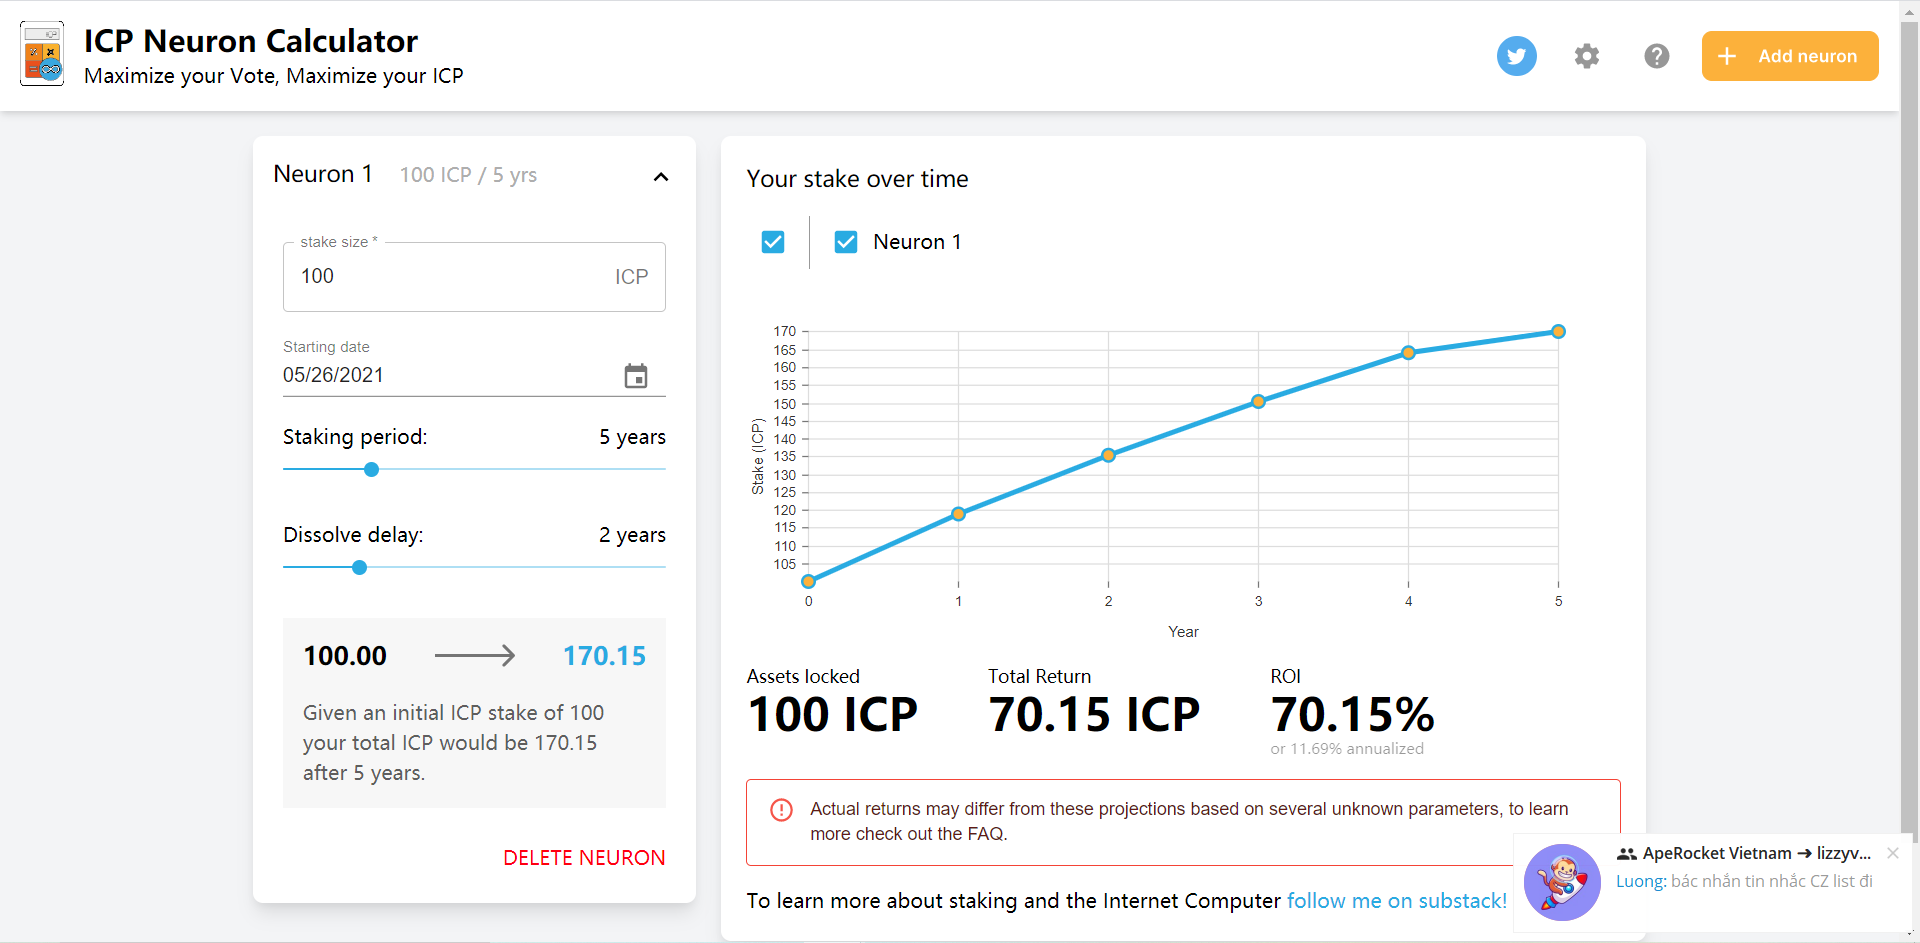 ICP Neuron Calculator
Maximize your Vote, Maximize your ICP
Add neuron
Neuron 1 100 ICP / 5 yrs
stake size *
100 ICP
Starting date
05/26/2021
Staking period: 5 years
Dissolve delay: 2 years
100.00 170.15
Given an initial ICP stake of 100
your total ICP would be 170.15
after 5 years.
DELETE NEURON
Your stake over time
Neuron 1
170
165
160
155
150
145
140
135
130
125
120
115
110
105
Stake (ICP)
0 1 2 3 4 5
Year
Assets locked
100 ICP
Total Return
70.15 ICP
ROI
70.15%
or 11.69% annualized
Actual returns may differ from these projections based on several unknown parameters, to learn
more check out the FAQ.
To learn more about staking and the Internet Computer follow me on substack!
ApeRocket Vietnam ➔ lizzyv...
Luong: bác nhắn tin nhắc CZ list đi